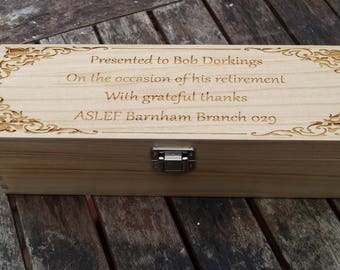 Presented to Bob Dorkings
On the occasion of his retirement
With grateful thanks
ASLEF Barnham Branch 029